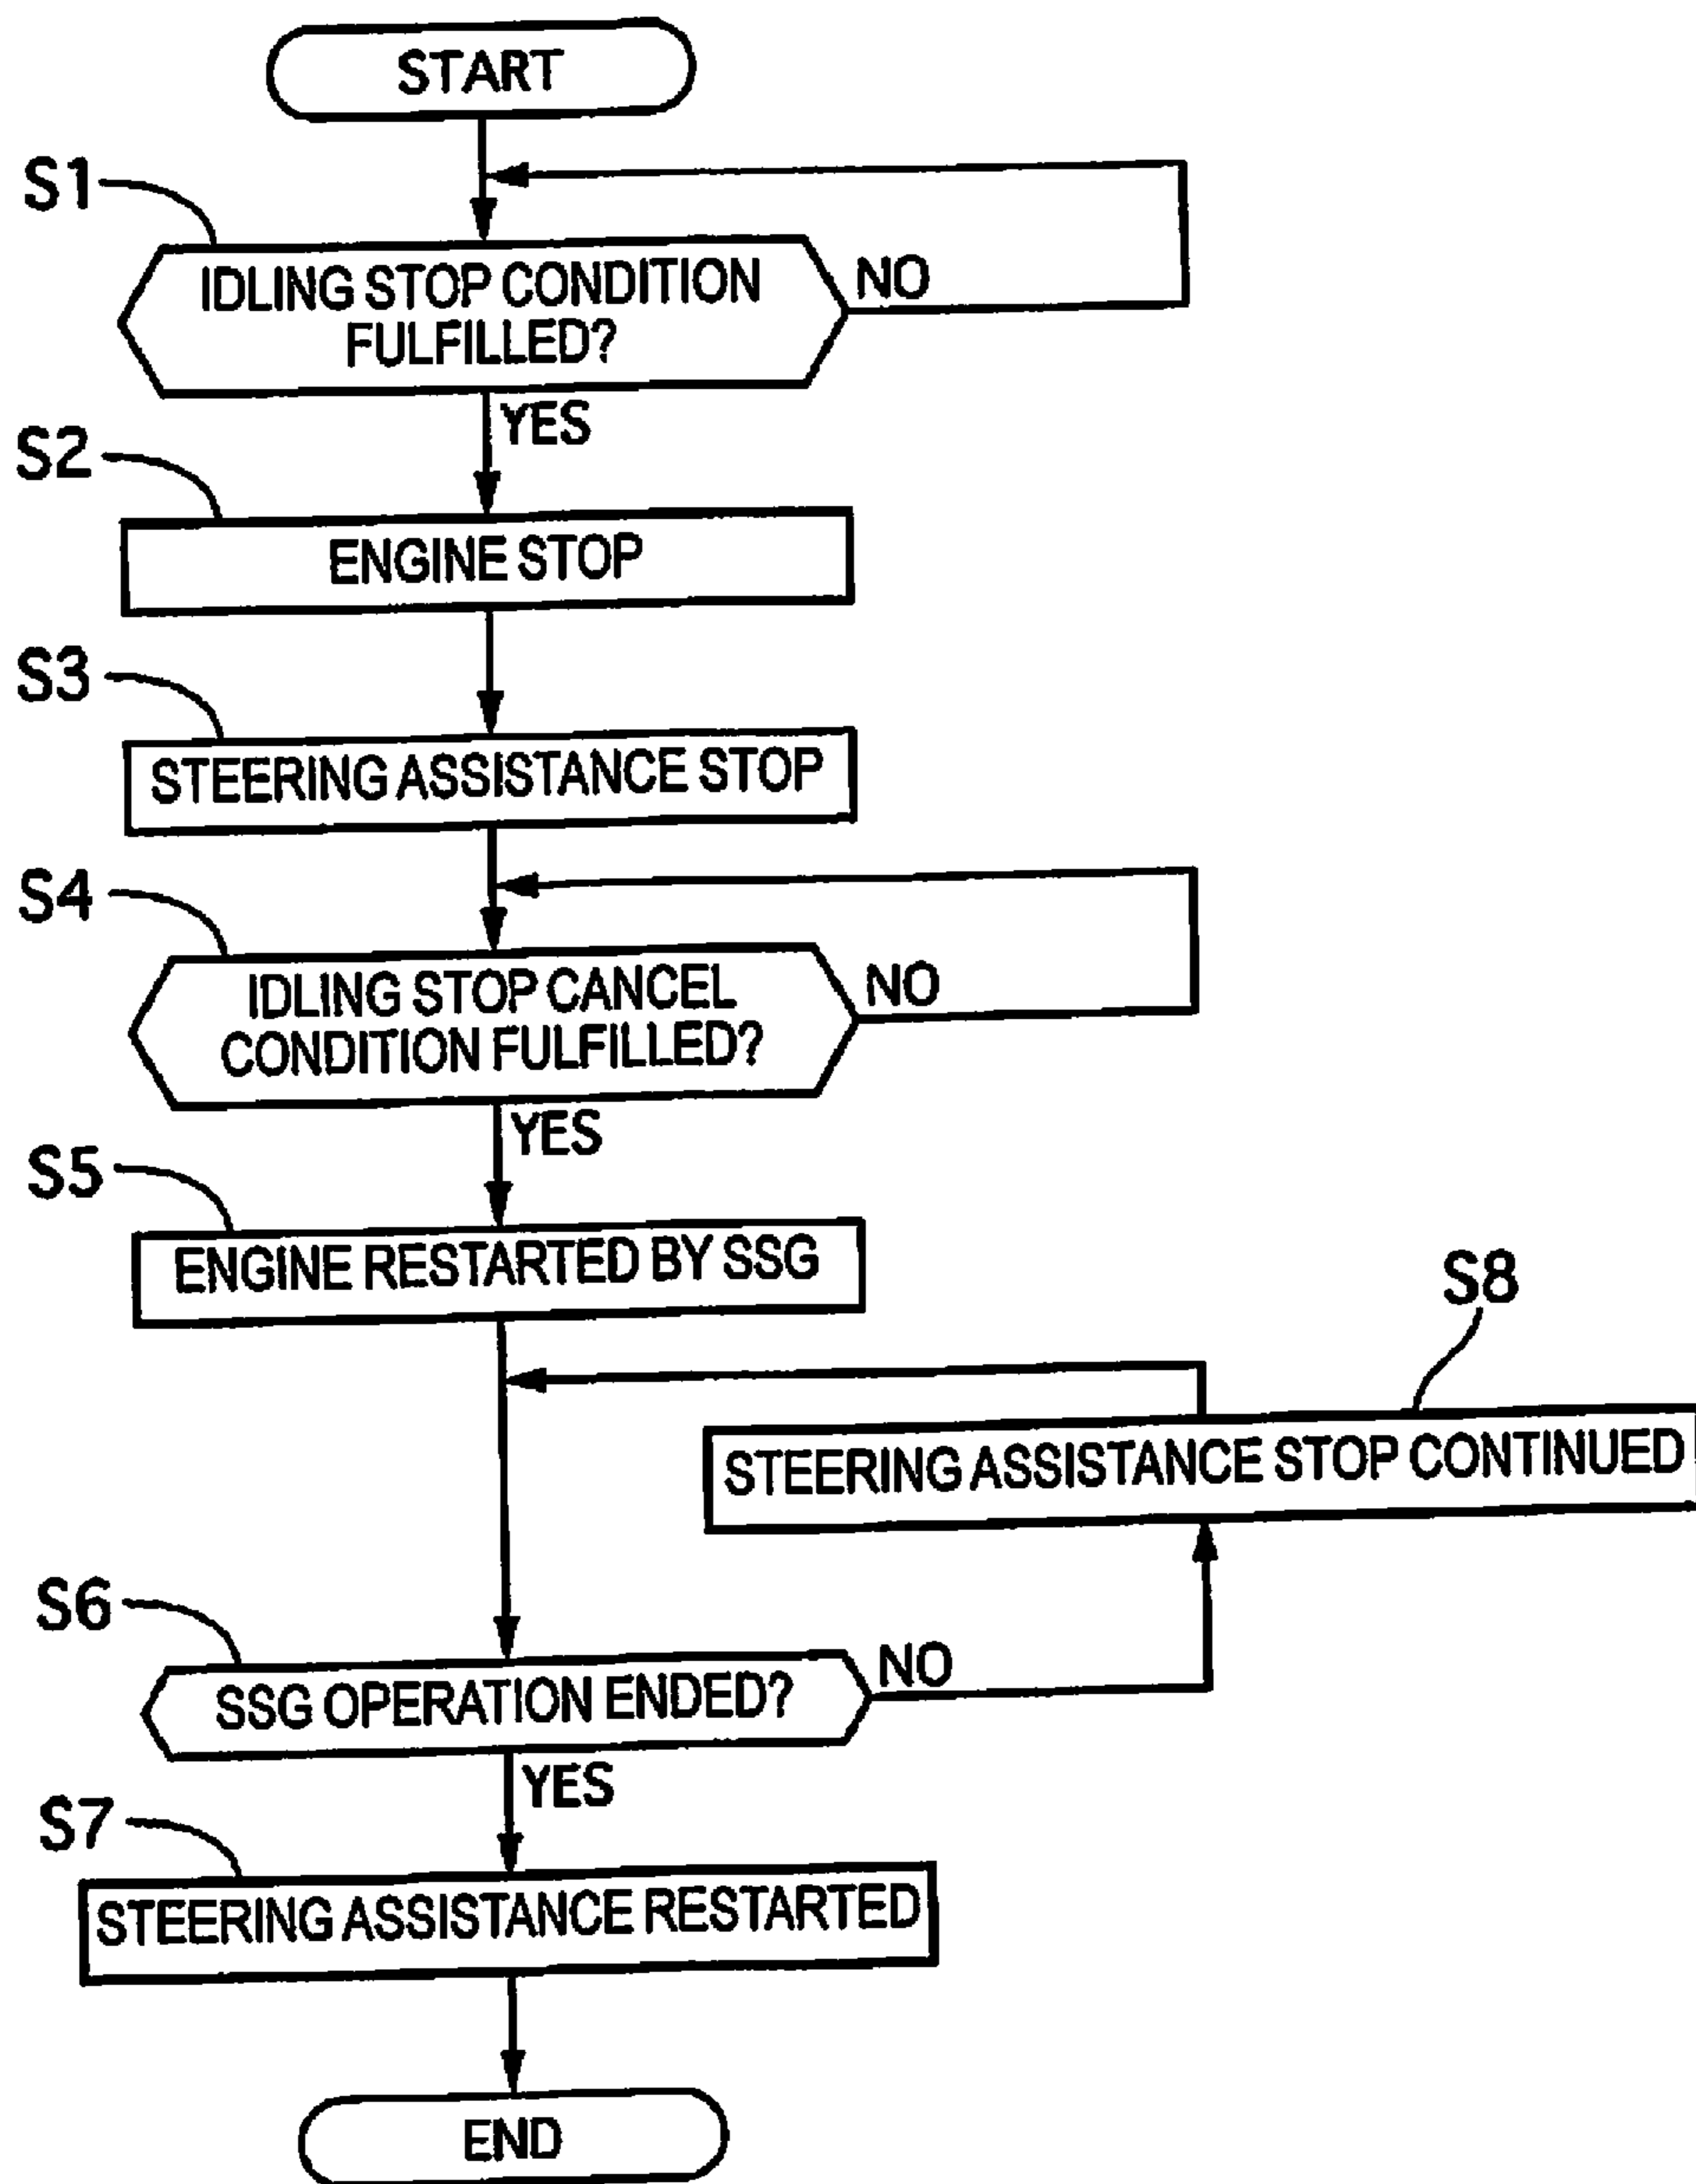 START
S1
IDLING STOP CONDITION
FULFILLED?
NO
YES
S2
ENGINE STOP
S3
STEERING ASSISTANCE STOP
S4
IDLING STOP CANCEL
CONDITION FULFILLED?
NO
YES
S5
ENGINE RESTARTED BY SSG
S8
STEERING ASSISTANCE STOP CONTINUED
S6
SSG OPERATION ENDED?
NO
YES
S7
STEERING ASSISTANCE RESTARTED
END